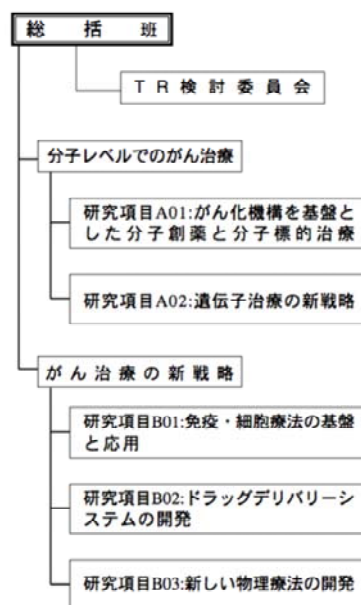 総括班
TR検討委員会
分子レベルでのがん治療
研究項目A01:がん化機構を基盤と
した分子創薬と分子標的治療
研究項目A02:遺伝子治療の新戦略
がん治療の新戦略
研究項目B01:免疫・細胞療法の基盤
と応用
研究項目B02:ドラッグデリバリーシ
ステムの開発
研究項目B03:新しい物理療法の開発